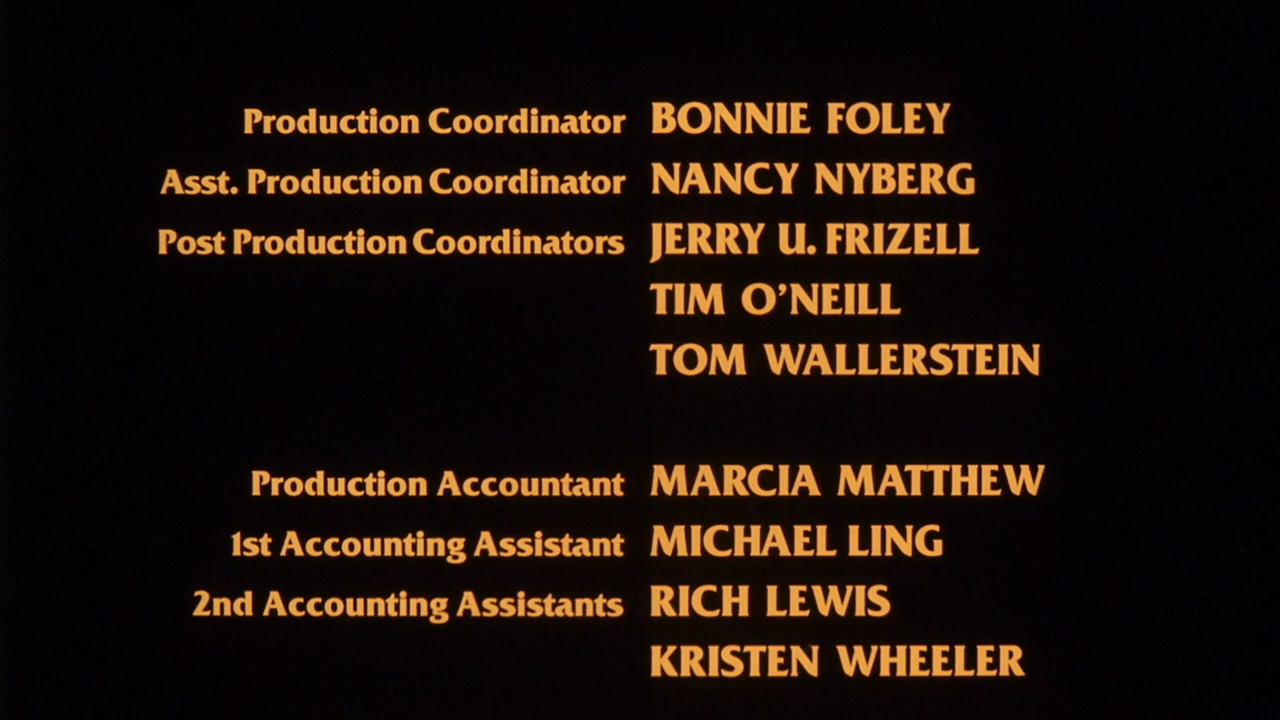 Production Coordinator BONNIE FOLEY
Asst. Production Coordinator NANCY NYBERG
Post Production Coordinators JERRY U. FRIZELL
TIM O'NEILL
TOM WALLERSTEIN
Production Accountant MARCIA MATTHEW
1st Accounting Assistant MICHAEL LING
2nd Accounting Assistants RICH LEWIS
KRISTEN WHEELER